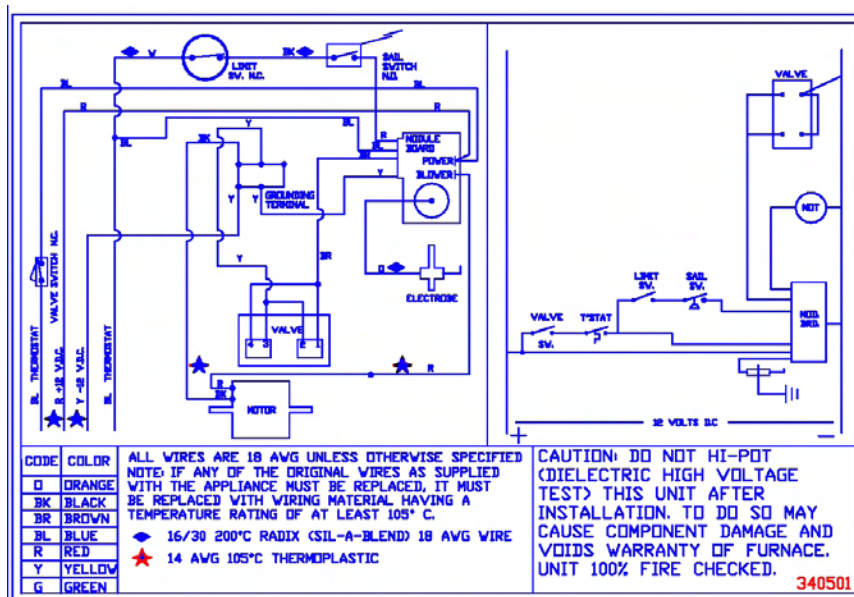 W
BK
LIMIT
SW. N.C.
SAIL
SWITCH
N.O.
BL
BL
R
R
Y
BK
BL
BL
R
BL
BR
Y
MODULE
BOARD
POWER
BLOWER
GROUNDING
TERMINAL
Y
Y
Y
BR
O
ELECTRODE
VALVE SWITCH N.C.
BL THERMOSTAT
R +12 V.D.C.
Y -12 V.D.C.
BL THERMOSTAT
VALVE
4 3 2 1
R
BK
MOTOR
R
VALVE
MOT
LIMIT
SW.
SAIL
SW.
VALVE
SW.
T'STAT
MOD.
BRD.
12 VOLTS DC
+
-
CODE COLOR
O ORANGE
BK BLACK
BR BROWN
BL BLUE
R RED
Y YELLOW
G GREEN
ALL WIRES ARE 18 AWG UNLESS OTHERWISE SPECIFIED
NOTE: IF ANY OF THE ORIGINAL WIRES AS SUPPLIED
WITH THE APPLIANCE MUST BE REPLACED, IT MUST
BE REPLACED WITH WIRING MATERIAL HAVING A
TEMPERATURE RATING OF AT LEAST 105° C.
16/30 200°C RADIX (SIL-A-BLEND) 18 AWG WIRE
14 AWG 105°C THERMOPLASTIC
CAUTION: DO NOT HI-POT
(DIELECTRIC HIGH VOLTAGE
TEST) THIS UNIT AFTER
INSTALLATION. TO DO SO MAY
CAUSE COMPONENT DAMAGE AND
VOIDS WARRANTY OF FURNACE.
UNIT 100% FIRE CHECKED.
340501